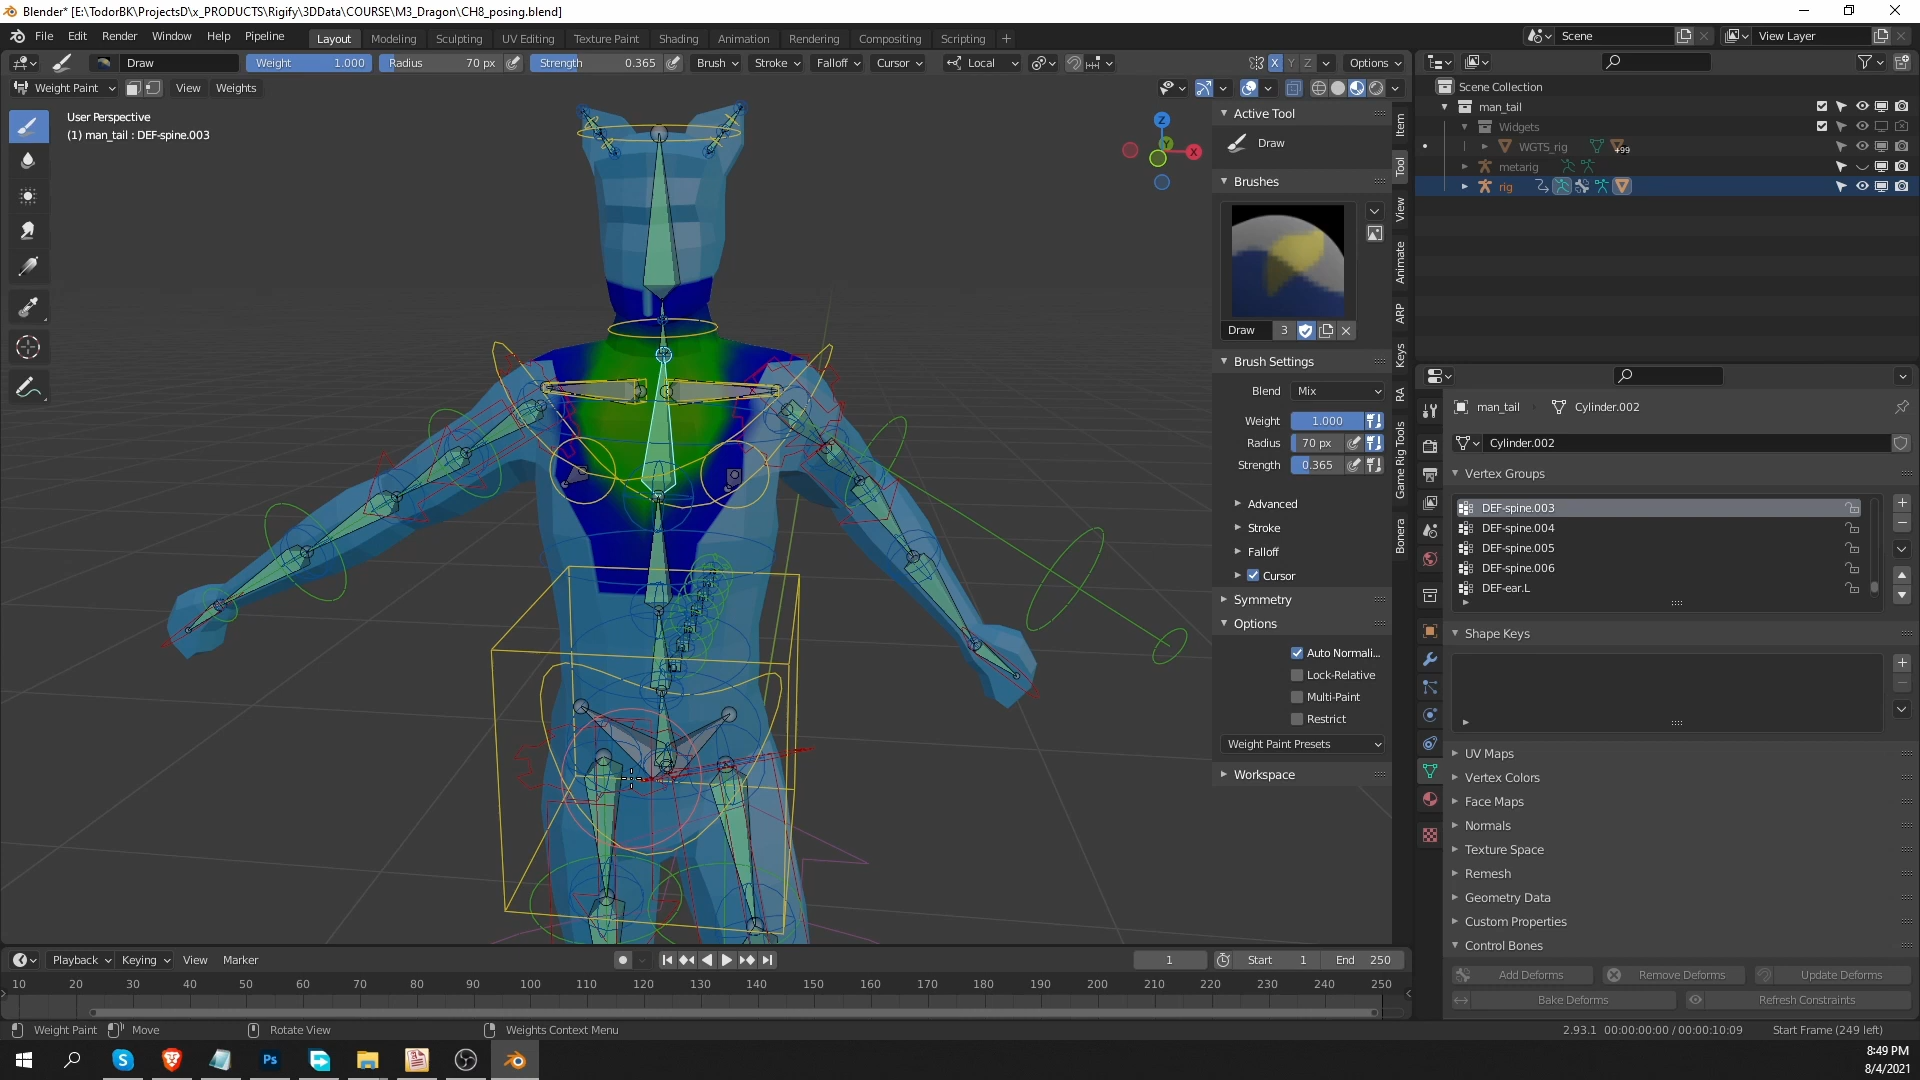 Blender* [E:\TodorBK\ProjectsD\x_PRODUCTS\Rigify\3DData\COURSE\M3_Dragon\CH8_posing.blend]
File Edit Render Window Help Pipeline Layout Modeling Sculpting UV Editing Texture Paint Shading Animation Rendering Compositing Scripting + Scene View Layer
Draw Weight 1.000 Radius 70 px Strength 0.365 Brush Stroke Falloff Cursor Local X Y Z Options
Weight Paint View Weights
User Perspective
(1) man_tail : DEF-spine.003
Z
Y
X
Active Tool
Draw
Brushes
Draw 3
Brush Settings
Blend Mix
Weight 1.000
Radius 70 px
Strength 0.365
Advanced
Stroke
Falloff
Cursor
Symmetry
Options
Auto Normali...
Lock-Relative
Multi-Paint
Restrict
Weight Paint Presets
Workspace
Item
Tool
View
Animate
ARP
Keys
RA
Game Rig Tools
Bonera
Scene Collection
man_tail
Widgets
WGTS_rig +99
metarig
rig
man_tail Cylinder.002
Cylinder.002
Vertex Groups
DEF-spine.003
DEF-spine.004
DEF-spine.005
DEF-spine.006
DEF-ear.L
Shape Keys
UV Maps
Vertex Colors
Face Maps
Normals
Texture Space
Remesh
Geometry Data
Custom Properties
Control Bones
Add Deforms Remove Deforms Update Deforms
Bake Deforms Refresh Constraints
Playback Keying View Marker 1 Start 1 End 250
10 20 30 40 50 60 70 80 90 100 110 120 130 140 150 160 170 180 190 200 210 220 230 240 250
Weight Paint Move Rotate View Weights Context Menu 2.93.1 00:00:00:00 / 00:00:10:09 Start Frame (249 left)
8:49 PM
8/4/2021